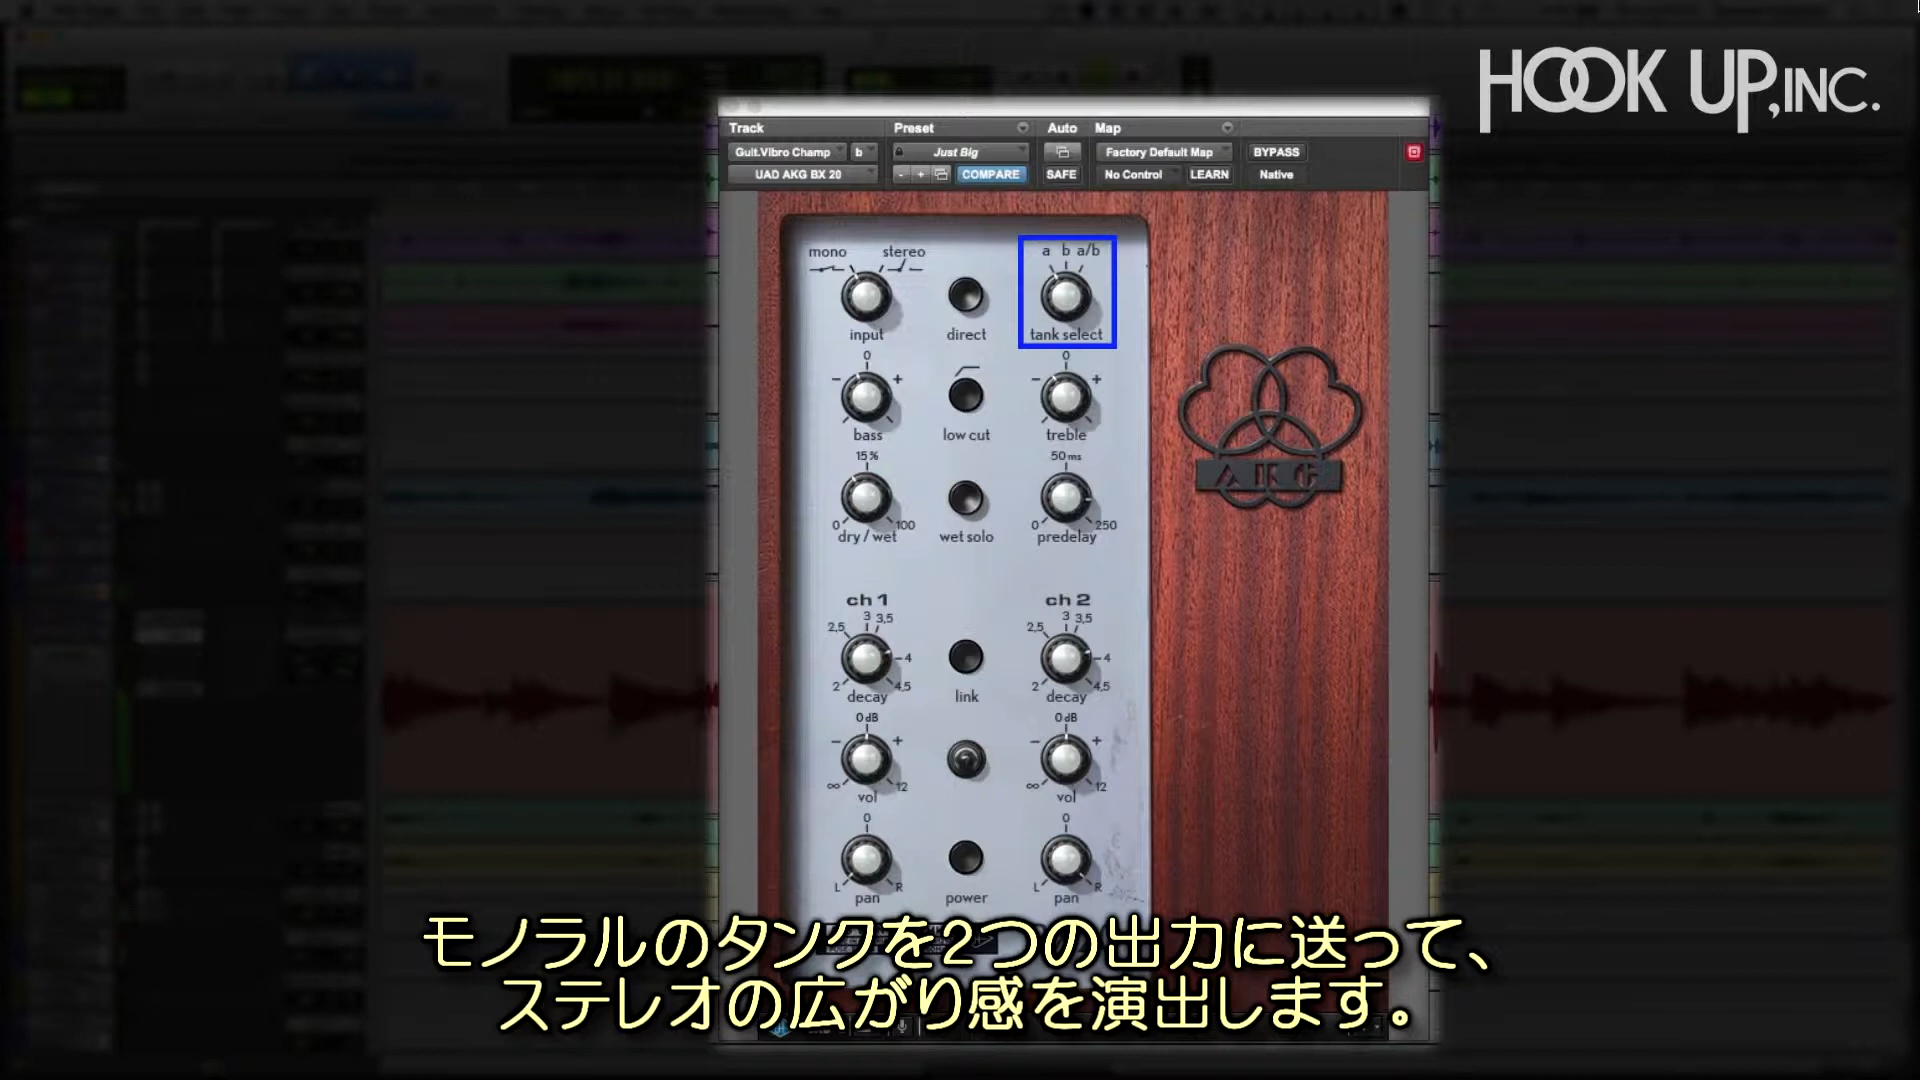 HOOK UP,INC.
Track
Preset
Auto
Map
Guit.Vibro Champ
b
Just Big
Factory Default Map
BYPASS
UAD AKG BX 20
-
+
COMPARE
SAFE
No Control
LEARN
Native
mono
stereo
a b a/b
input
direct
tank select
0
0
-
+
-
+
bass
low cut
treble
15%
50ms
0
100
0
250
dry / wet
wet solo
predelay
AKG
ch 1
ch 2
2,5 3 3,5
2,5 3 3,5
4
4
2
4,5
2
4,5
decay
link
decay
0dB
0dB
-
+
-
+
∞
12
∞
12
vol
vol
0
0
L
R
L
R
pan
power
pan
モノラルのタンクを2つの出力に送って、
ステレオの広がり感を演出します。